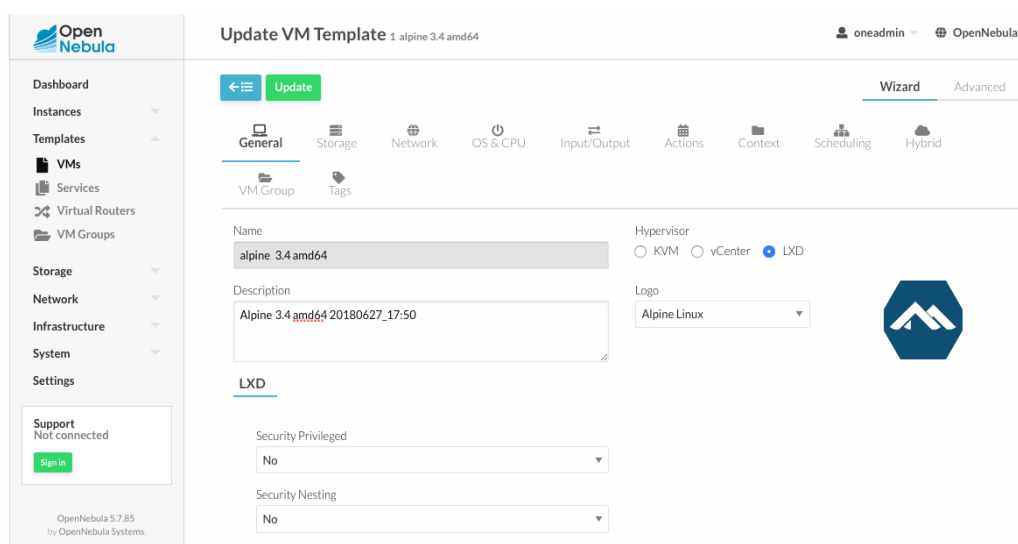 Open
Nebula
Update VM Template 1 alpine 3.4 amd64
oneadmin
OpenNebula
Dashboard
Instances
Templates
VMs
Services
Virtual Routers
VM Groups
Storage
Network
Infrastructure
System
Settings
Support
Not connected
Sign in
OpenNebula 5.7.85
by OpenNebula Systems.
Update
Wizard
Advanced
General
Storage
Network
OS & CPU
Input/Output
Actions
Context
Scheduling
Hybrid
VM Group
Tags
Name
alpine 3.4 amd64
Hypervisor
KVM
vCenter
LXD
Description
Alpine 3.4 amd64 20180627_17:50
Logo
Alpine Linux
LXD
Security Privileged
No
Security Nesting
No